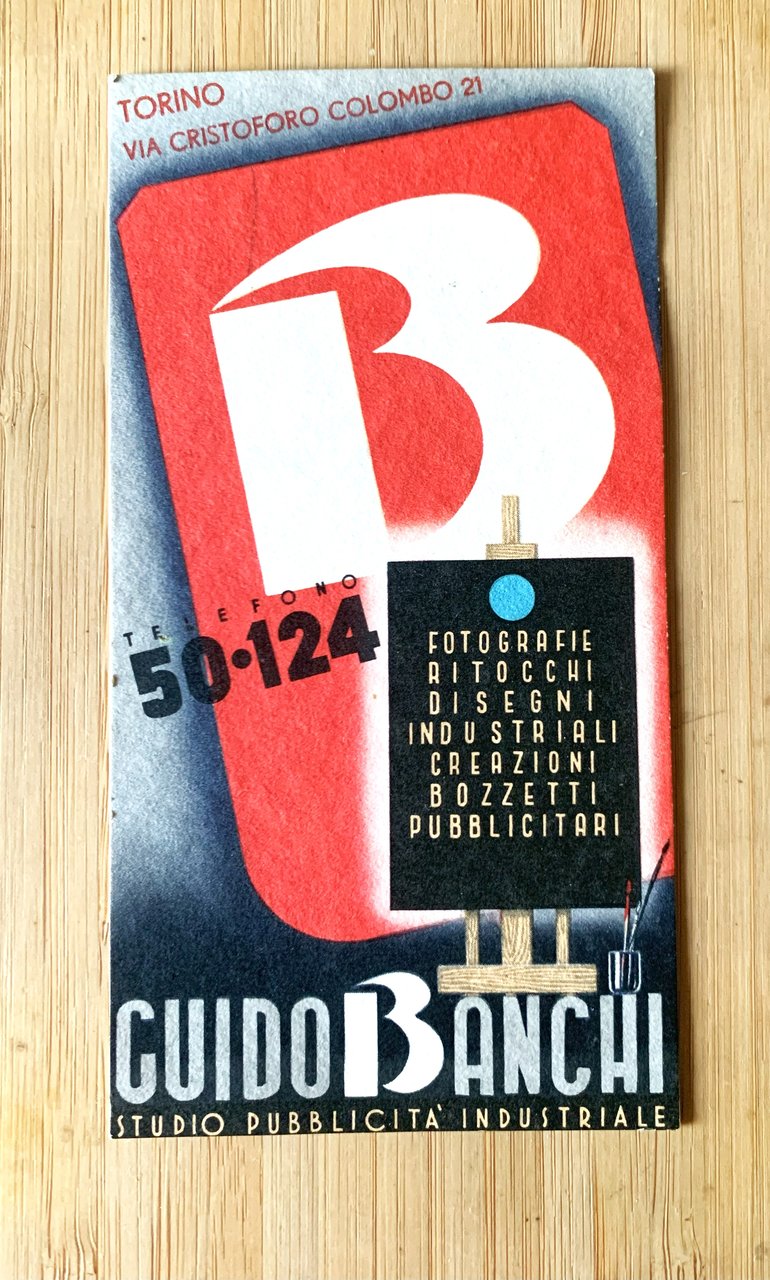 TORINO
VIA CRISTOFORO COLOMBO 21
B
TELEFONO
50•124
FOTOGRAFIE
RITOCCHI
DISEGNI
INDUSTRIALI
CREAZIONI
BOZZETTI
PUBBLICITARI
GUIDO BANCHI
STUDIO PUBBLICITA' INDUSTRIALE